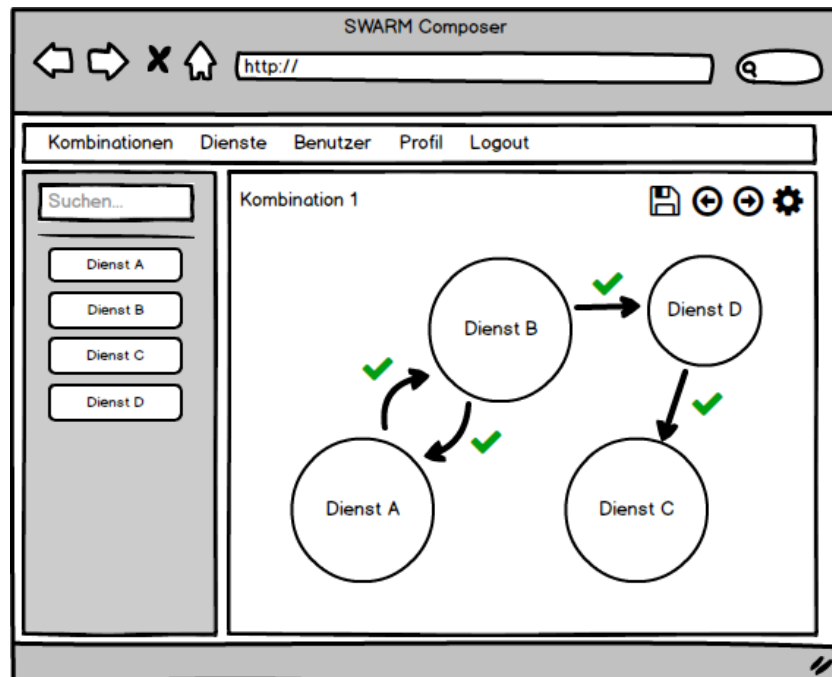 SWARM Composer
http://
Kombinationen Dienste Benutzer Profil Logout
Suchen...
Dienst A
Dienst B
Dienst C
Dienst D
Kombination 1
Dienst B
Dienst D
Dienst A
Dienst C